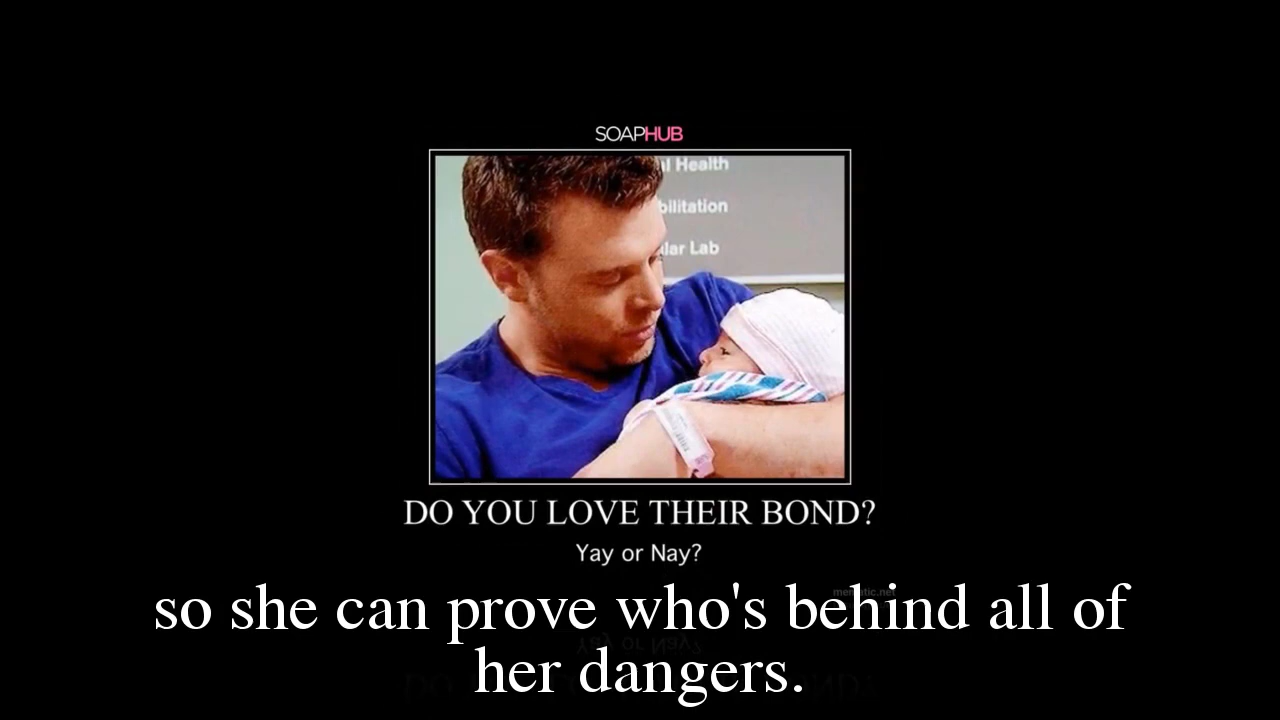 SOAPHUB
l Health
bilitation
lar Lab
DO YOU LOVE THEIR BOND?
Yay or Nay?
so she can prove who's behind all of
her dangers.